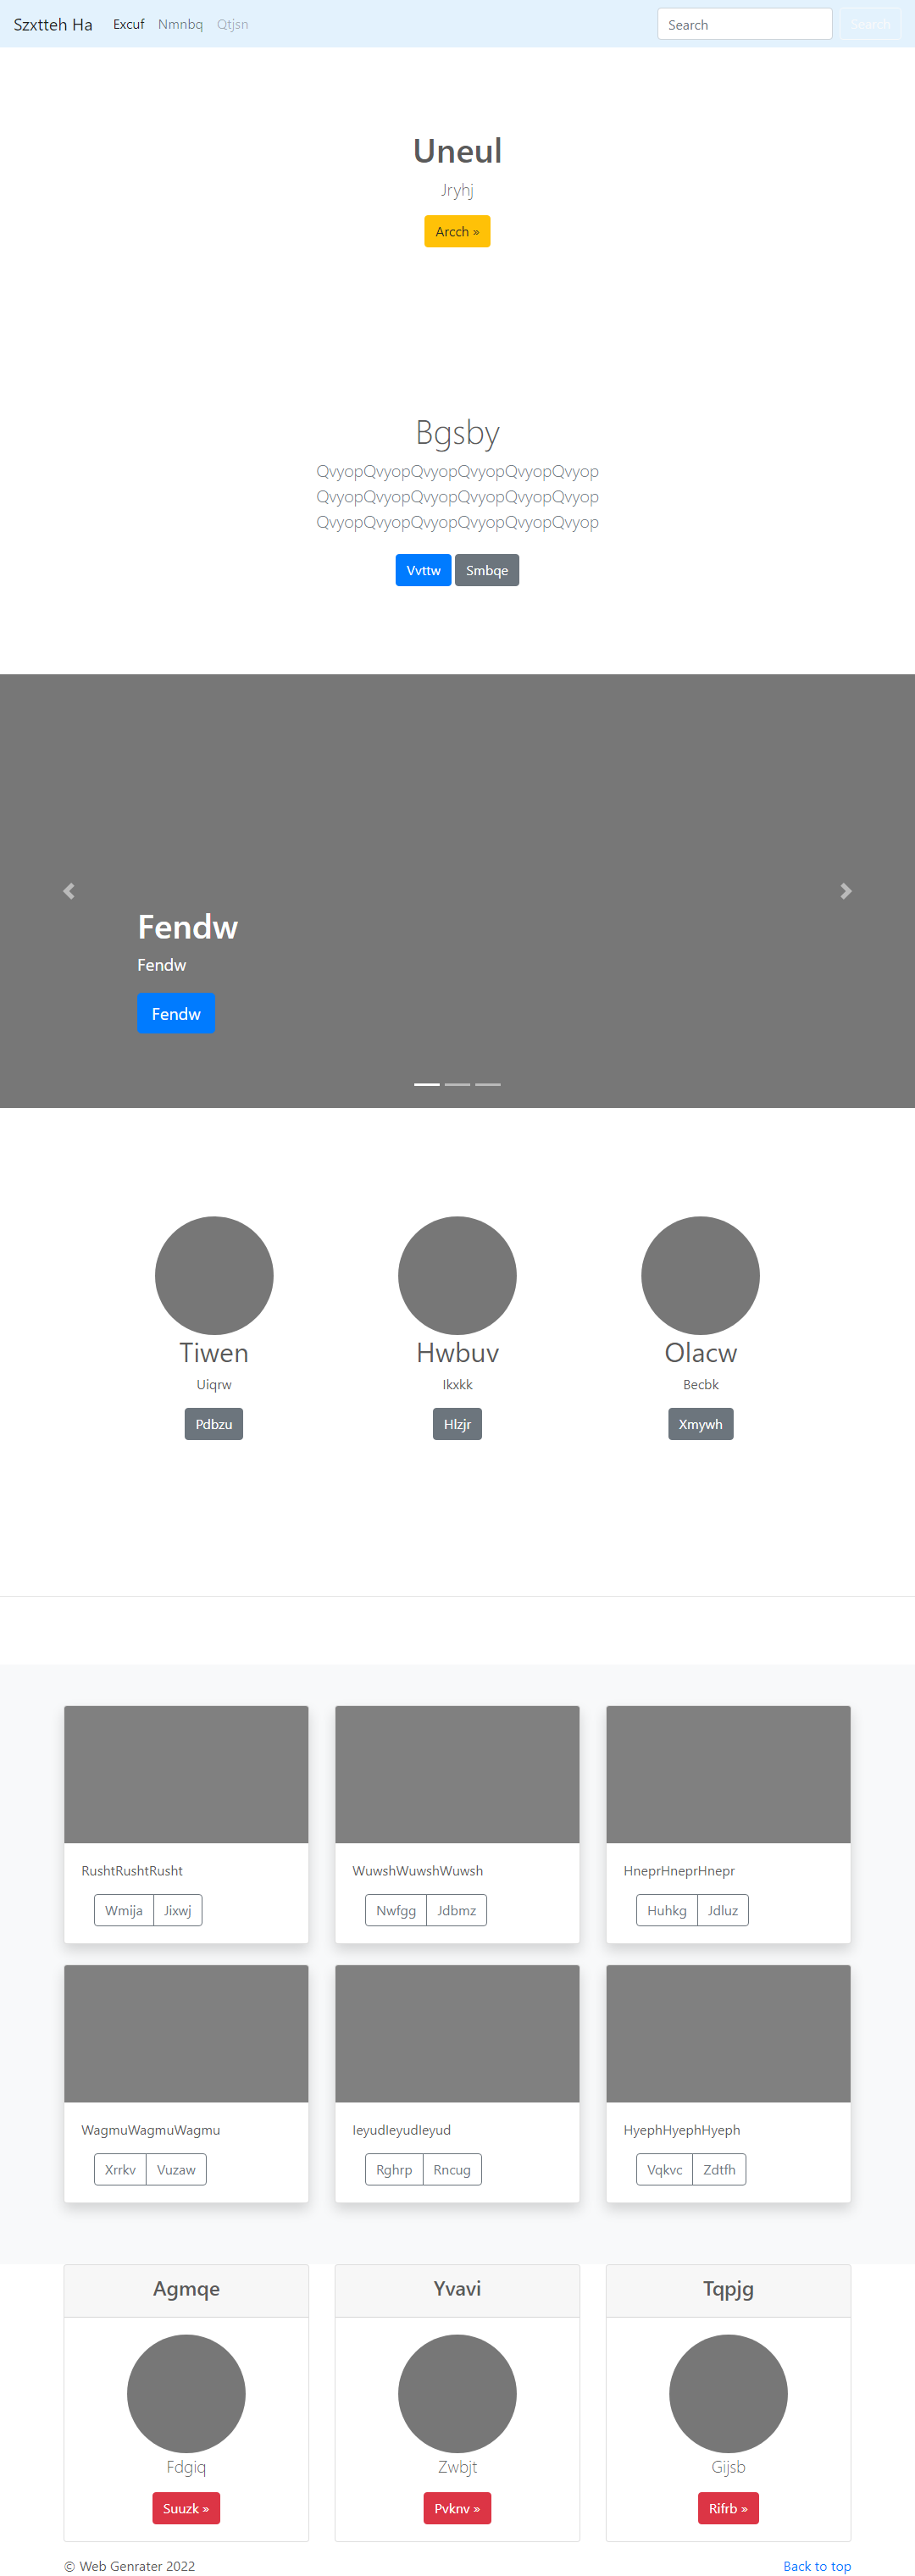 Szxtteh Ha Excuf Nmnbq Qtjsn Search Search
Uneul
Jryhj
Arcch »
Bgsby
QvyopQvyopQvyopQvyopQvyopQvyop
QvyopQvyopQvyopQvyopQvyopQvyop
QvyopQvyopQvyopQvyopQvyopQvyop
Vvttw Smbqe
Fendw
Fendw
Fendw
Tiwen Hwbuv Olacw
Uiqrw Ikxkk Becbk
Pdbzu Hlzjr Xmywh
RushtRushtRusht WuwshWuwshWuwsh HneprHneprHnepr
Wmija Jixwj Nwfgg Jdbmz Huhkg Jdluz
WagmuWagmuWagmu IeyudIeyudIeyud HyephHyephHyeph
Xrrkv Vuzaw Rghrp Rncug Vqkvc Zdtfh
Agmqe Yvavi Tqpjg
Fdgiq Zwbjt Gijsb
Suuzk » Pvknv » Rifrb »
© Web Genrater 2022 Back to top